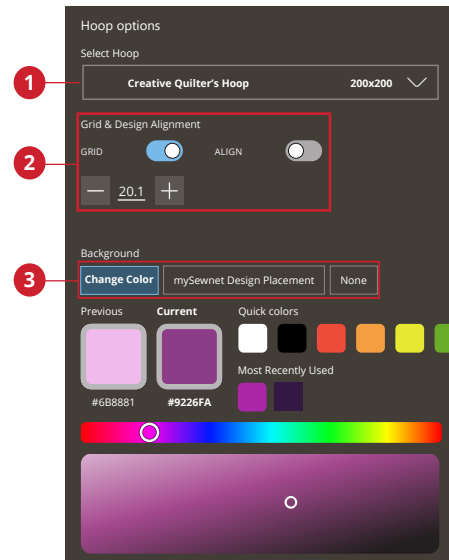 Hoop options
Select Hoop
1
Creative Quilter's Hoop 200x200
Grid & Design Alignment
2
GRID ALIGN
20.1
Background
3
Change Color mySewnet Design Placement None
Previous Current Quick colors
Most Recently Used
#6B8881 #9226FA